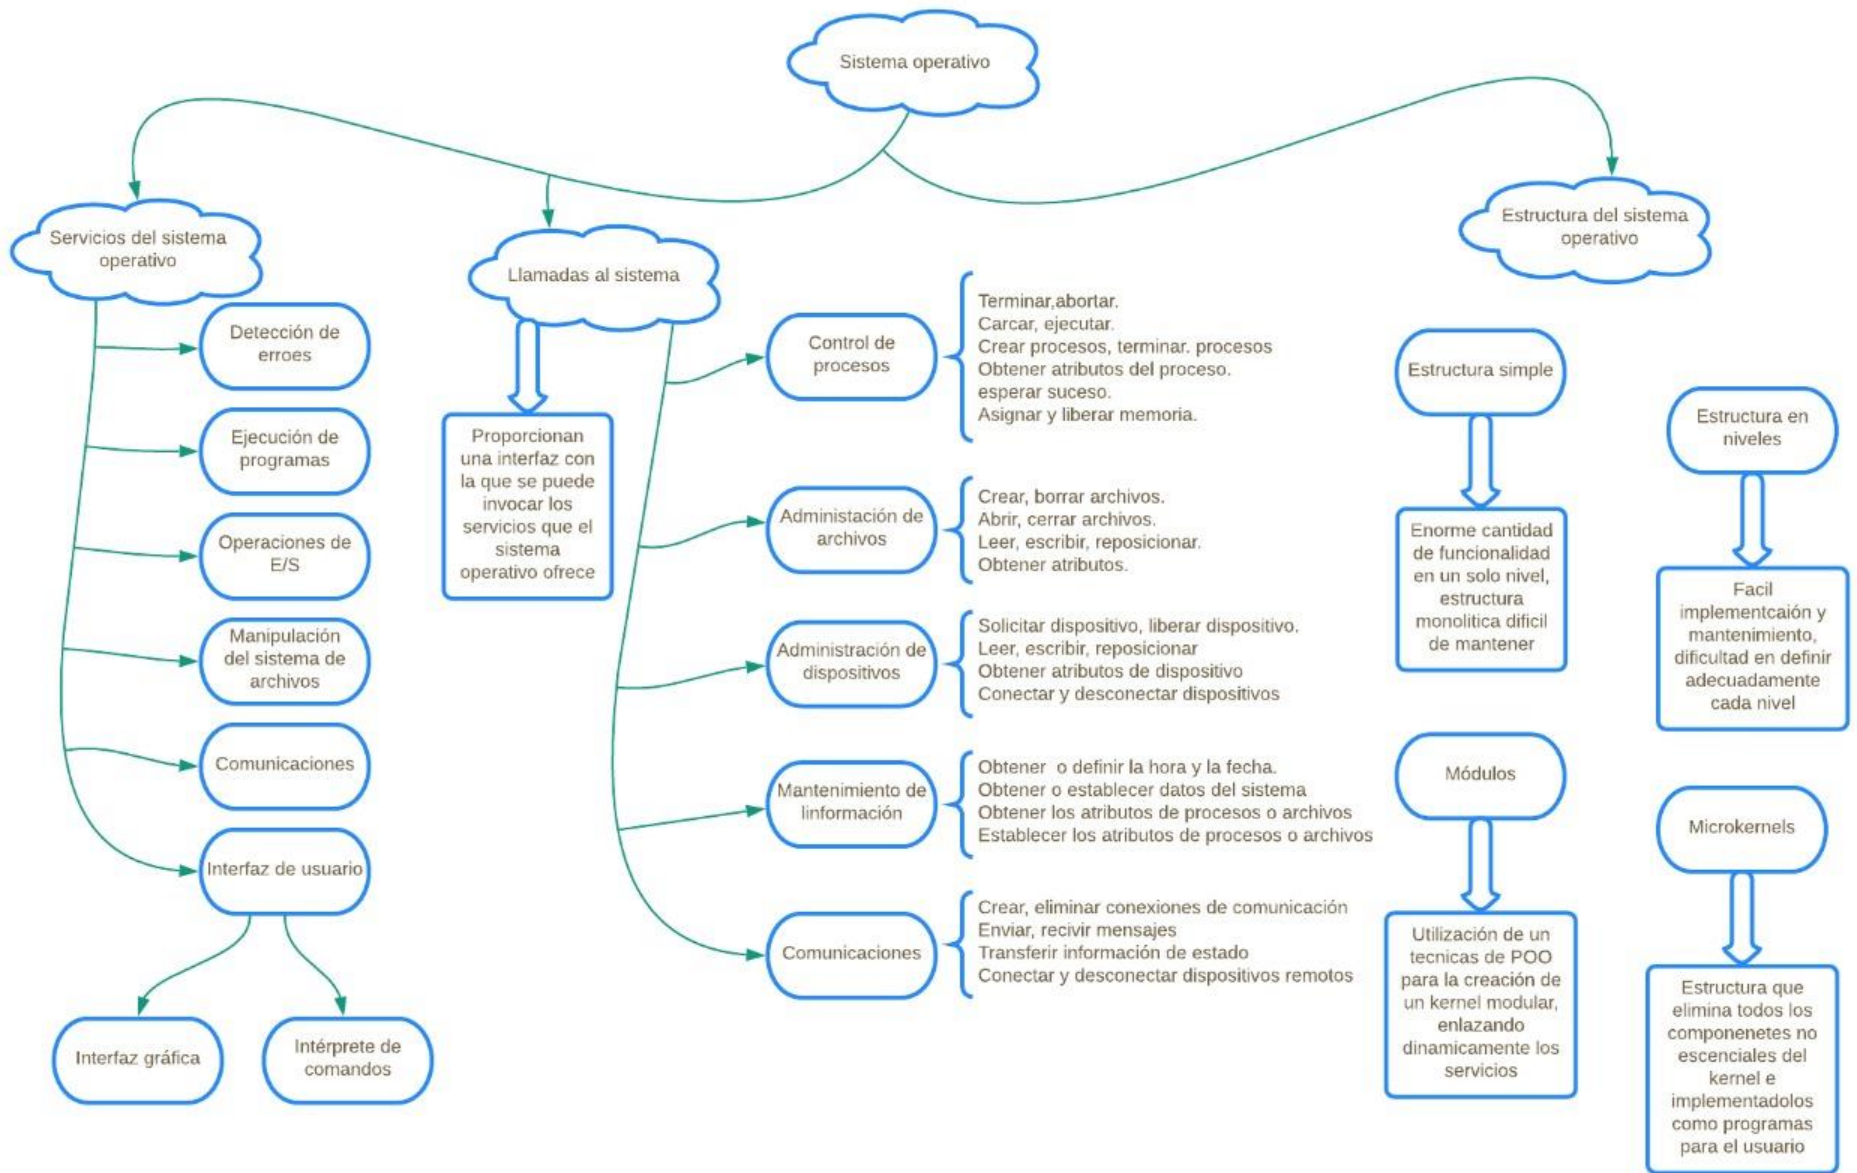 Sistema operativo
Servicios del sistema
operativo
Detección de
erroes
Ejecución de
programas
Operaciones de
E/S
Manipulación
del sistema de
archivos
Comunicaciones
Interfaz de usuario
Interfaz gráfica
Intérprete de
comandos
Llamadas al sistema
Proporcionan
una interfaz con
la que se puede
invocar los
servicios que el
sistema
operativo ofrece
Control de
procesos
Terminar,abortar.
Carcar, ejecutar.
Crear procesos, terminar. procesos
Obtener atributos del proceso.
esperar suceso.
Asignar y liberar memoria.
Administación de
archivos
Crear, borrar archivos.
Abrir, cerrar archivos.
Leer, escribir, reposicionar.
Obtener atributos.
Administración de
dispositivos
Solicitar dispositivo, liberar dispositivo.
Leer, escribir, reposicionar
Obtener atributos de dispositivo
Conectar y desconectar dispositivos
Mantenimiento de
linformación
Obtener  o definir la hora y la fecha.
Obtener o establecer datos del sistema
Obtener los atributos de procesos o archivos
Establecer los atributos de procesos o archivos
Comunicaciones
Crear, eliminar conexiones de comunicación
Enviar, recivir mensajes
Transferir información de estado
Conectar y desconectar dispositivos remotos
Estructura del sistema
operativo
Estructura simple
Enorme cantidad
de funcionalidad
en un solo nivel,
estructura
monolitica dificil
de mantener
Estructura en
niveles
Facil
implementcaión y
mantenimiento,
dificultad en definir
adecuadamente
cada nivel
Módulos
Utilización de un
tecnicas de POO
para la creación de
un kernel modular,
enlazando
dinamicamente los
servicios
Microkernels
Estructura que
elimina todos los
componenetes no
escenciales del
kernel e
implementadolos
como programas
para el usuario